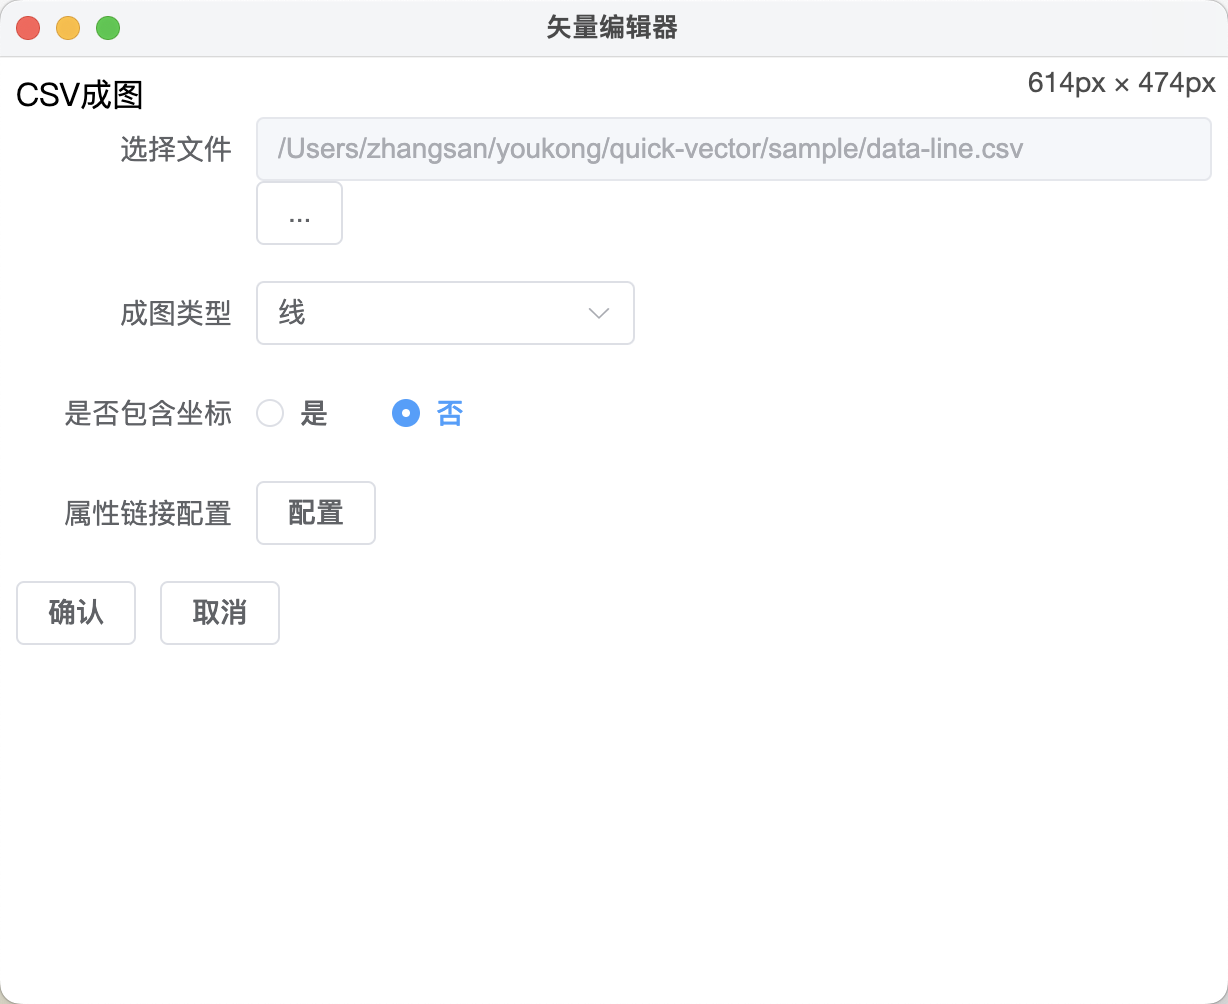 矢量编辑器
614px × 474px
CSV成图
选择文件 /Users/zhangsan/youkong/quick-vector/sample/data-line.csv
...
成图类型 线
是否包含坐标 是 否
属性链接配置 配置
确认 取消